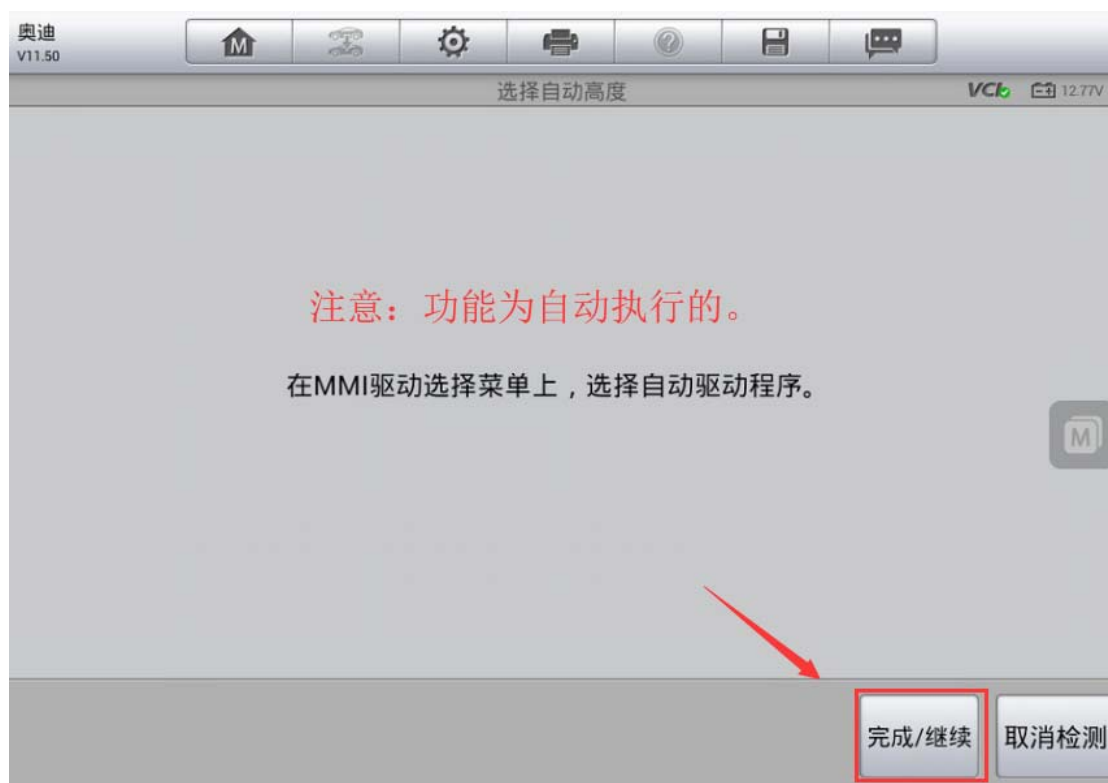 奥迪
V11.50
M
选择自动高度
VCI 12.77V
注意：功能为自动执行的。
在MMI驱动选择菜单上，选择自动驱动程序。
M
完成/继续 取消检测